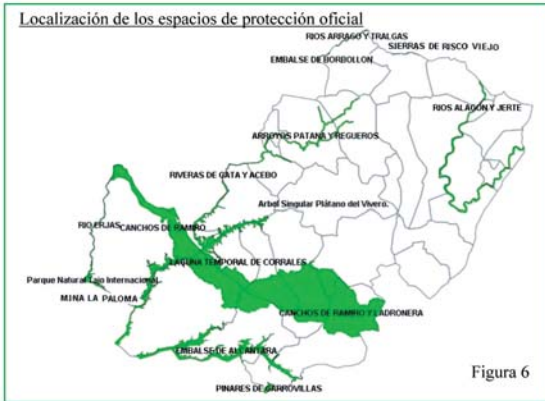 Localización de los espacios de protección oficial
RIOS ARRAGO Y TRALGAS
SIERRAS DE RISCO VIEJO
EMBALSE DE BORBOLLON
RIOS ALAGON Y JERTE
ARROYOS PATANA Y REGUEROS
RIVERAS DE GATA Y ACEBO
Arbol Singular Plátano del Vivero.
RIO ERJAS
CANCHOS DE RAMIRO
LAGUNA TEMPORAL DE CORRALES
Parque Natural Tajo Internacional.
MINA LA PALOMA
CANCHOS DE RAMIRO Y LADRONERA
EMBALSE DE ALCANTARA
Figura 6
PINARES DE GARROVILLAS